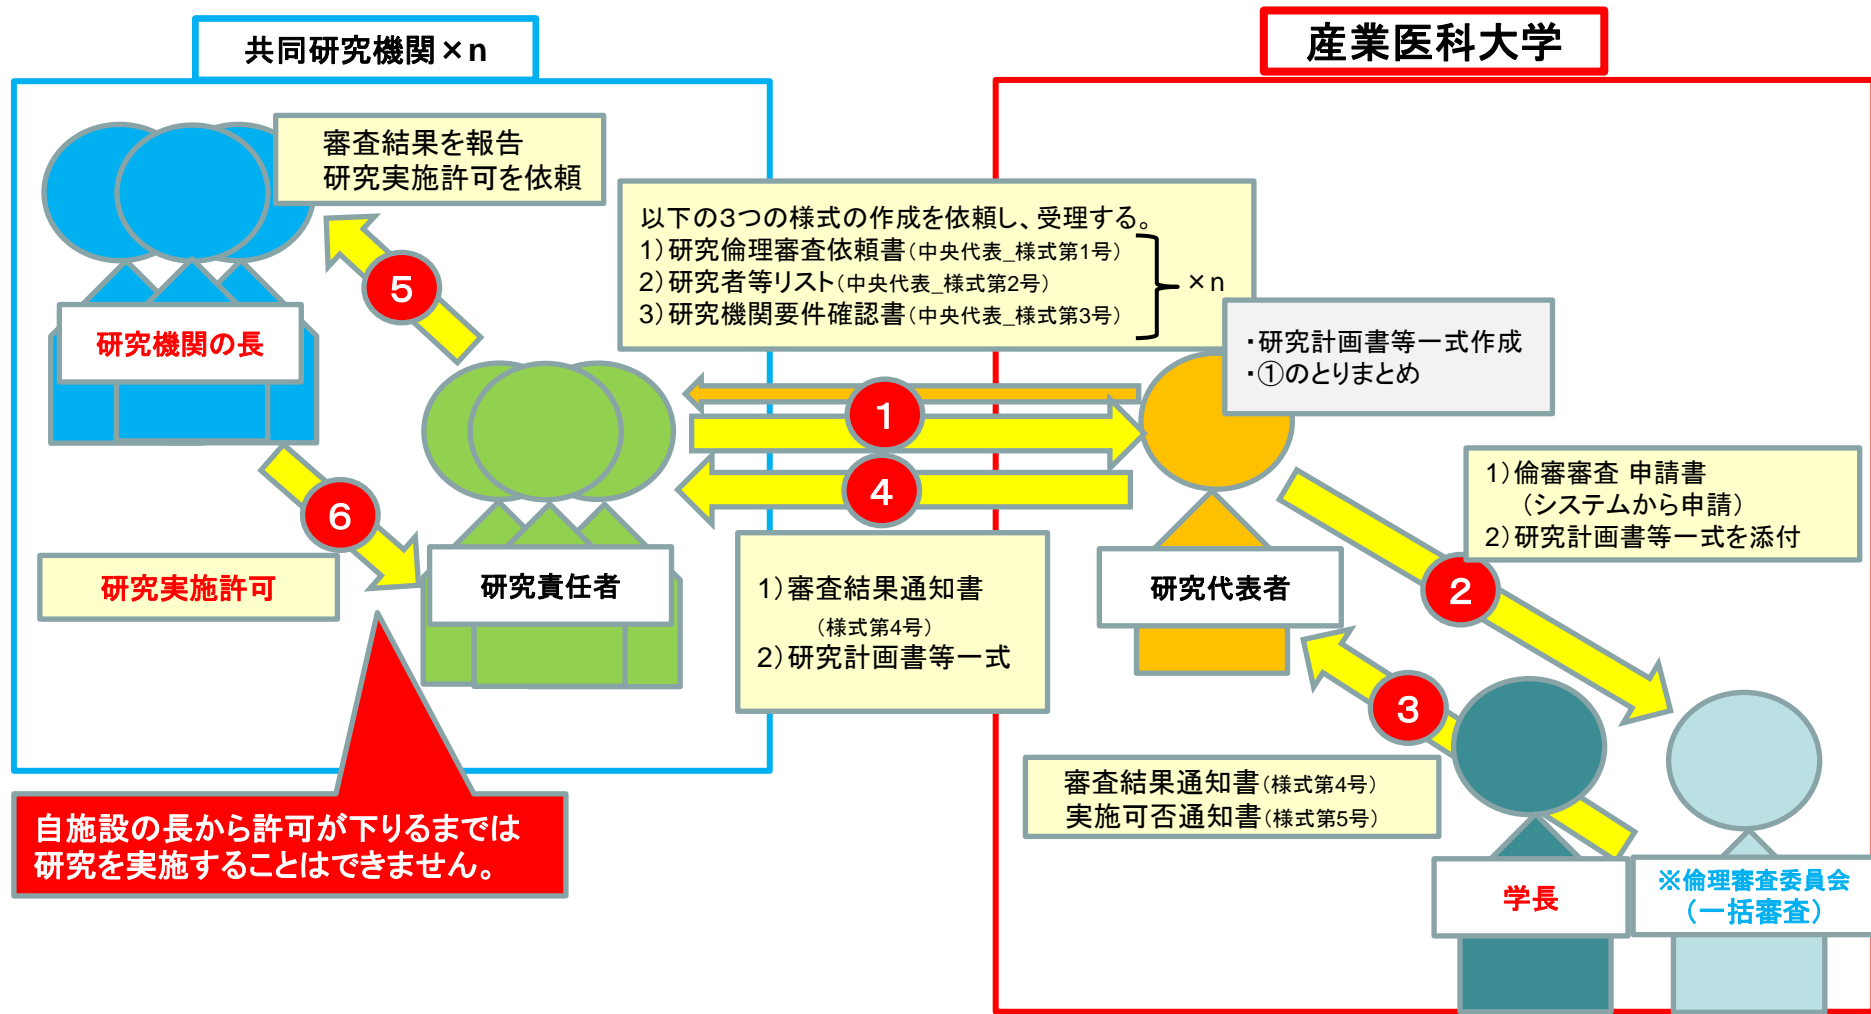 共同研究機関×n
産業医科大学
審査結果を報告
研究実施許可を依頼
以下の3つの様式の作成を依頼し、受理する。
1)研究倫理審査依頼書(中央代表_様式第1号)
2)研究者等リスト(中央代表_様式第2号)
3)研究機関要件確認書(中央代表_様式第3号)
×n
・研究計画書等一式作成
・①のとりまとめ
5
研究機関の長
1
4
1)倫審審査 申請書
(システムから申請)
2)研究計画書等一式を添付
6
研究実施許可
研究責任者
1)審査結果通知書
(様式第4号)
2)研究計画書等一式
研究代表者
2
3
審査結果通知書(様式第4号)
実施可否通知書(様式第5号)
自施設の長から許可が下りるまでは
研究を実施することはできません。
学長
※倫理審査委員会
(一括審査)